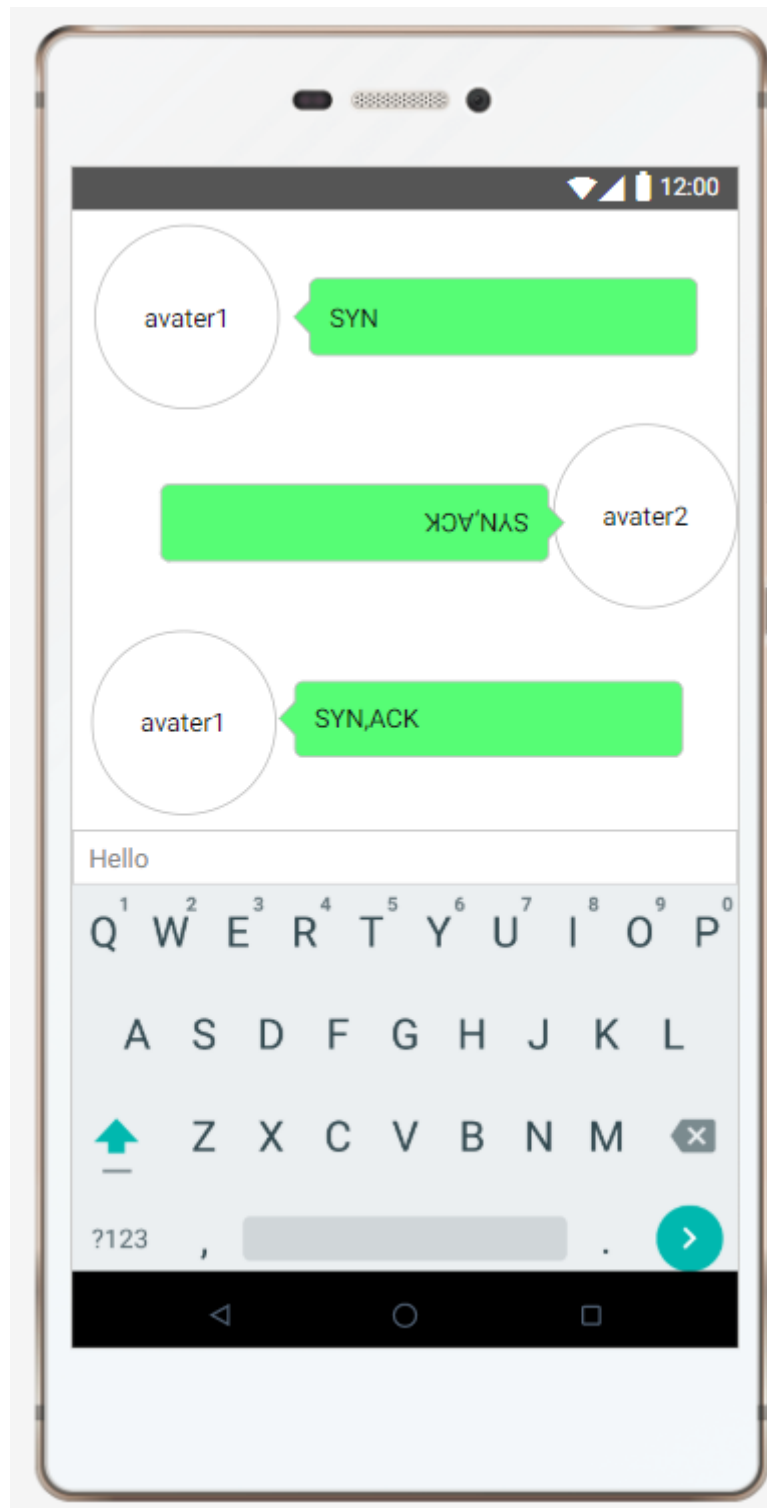 12:00
avater1
SYN
SYN,ACK
avater2
avater1
SYN,ACK
Hello
1 2 3 4 5 6 7 8 9 0
Q W E R T Y U I O P
A S D F G H J K L
Z X C V B N M
?123 , .